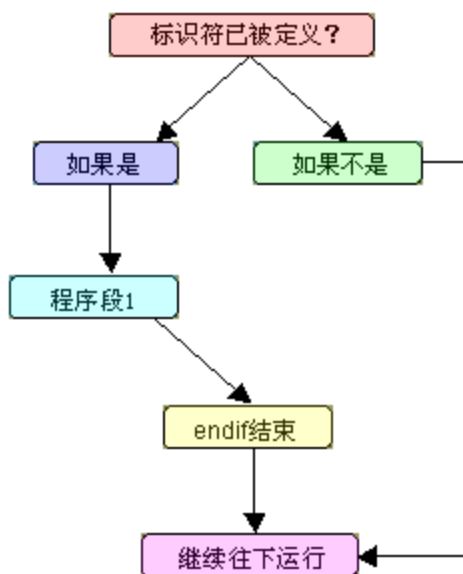 标识符已被定义?
如果是
如果不是
程序段1
endif结束
继续往下运行